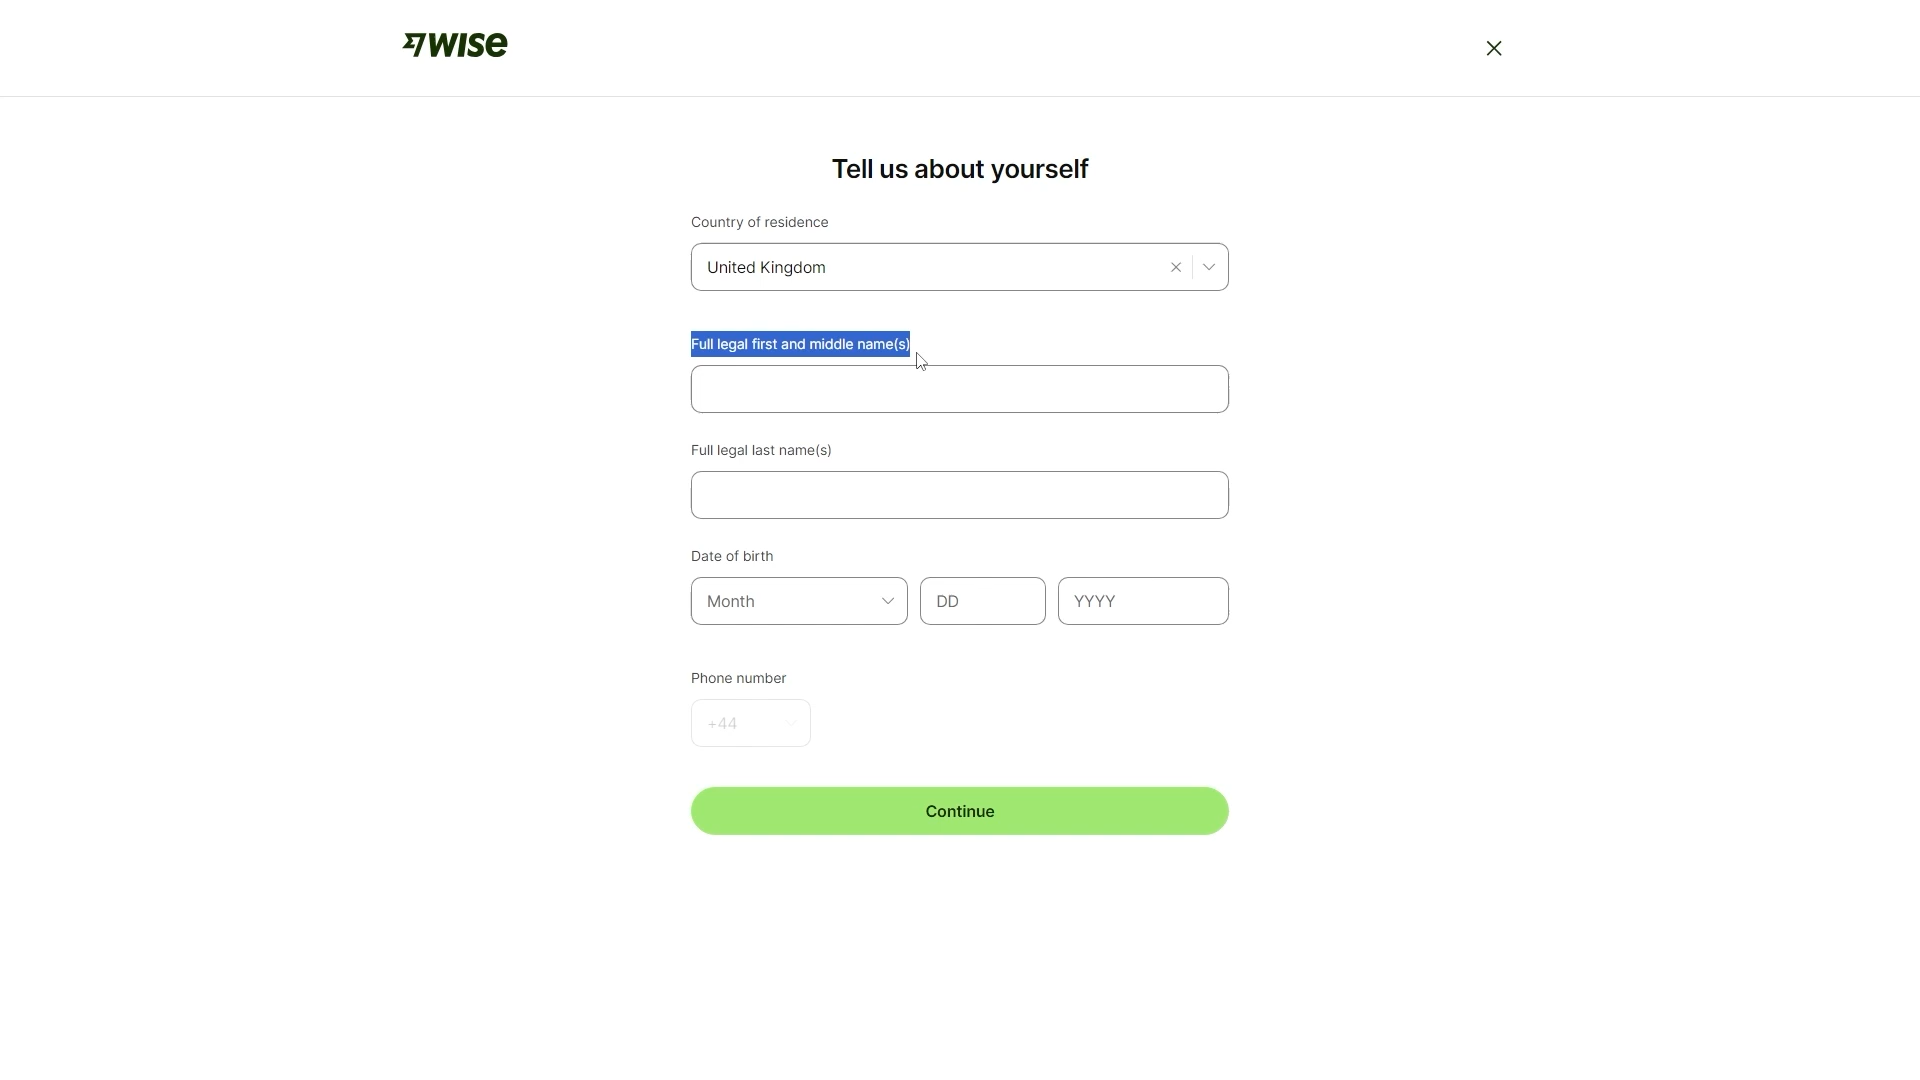 WISE
Tell us about yourself
Country of residence
United Kingdom
Full legal first and middle name(s)
Full legal last name(s)
Date of birth
Month DD YYYY
Phone number
+44
Continue